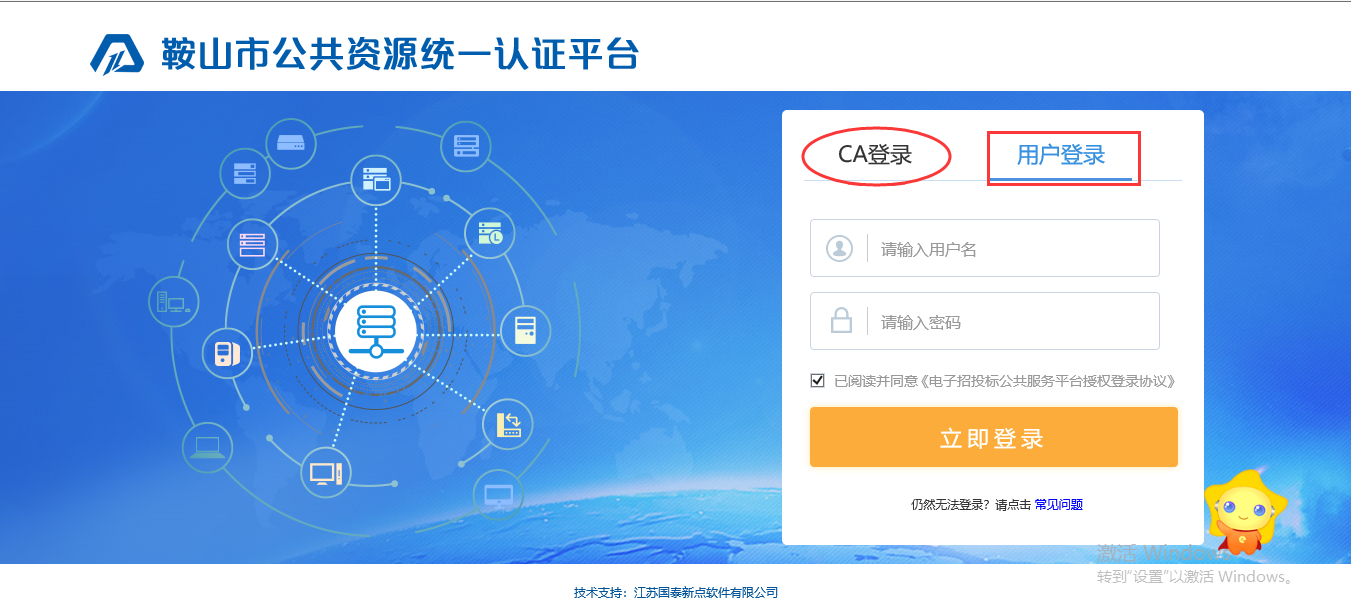 鞍山市公共资源统一认证平台
CA登录
用户登录
请输入用户名
请输入密码
已阅读并同意《电子招投标公共服务平台授权登录协议》
立即登录
仍然无法登录？请点击 常见问题
激活 Windows
转到"设置"以激活 Windows。
技术支持：江苏国泰新点软件有限公司